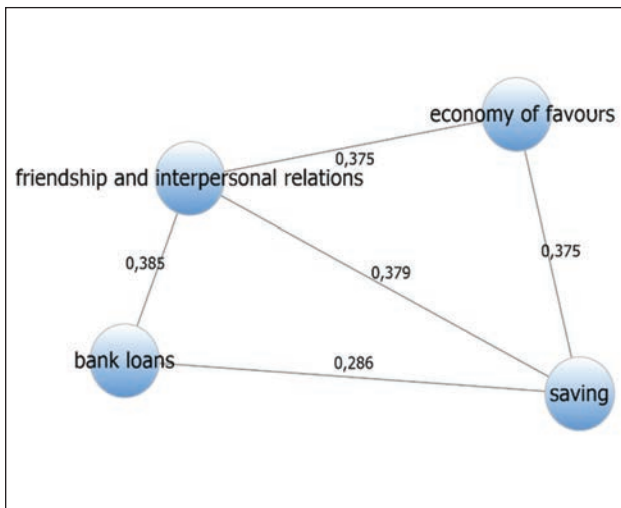 economy of favours
0,375
friendship and interpersonal relations
0,375
0,385
0,379
bank loans
0,286
saving